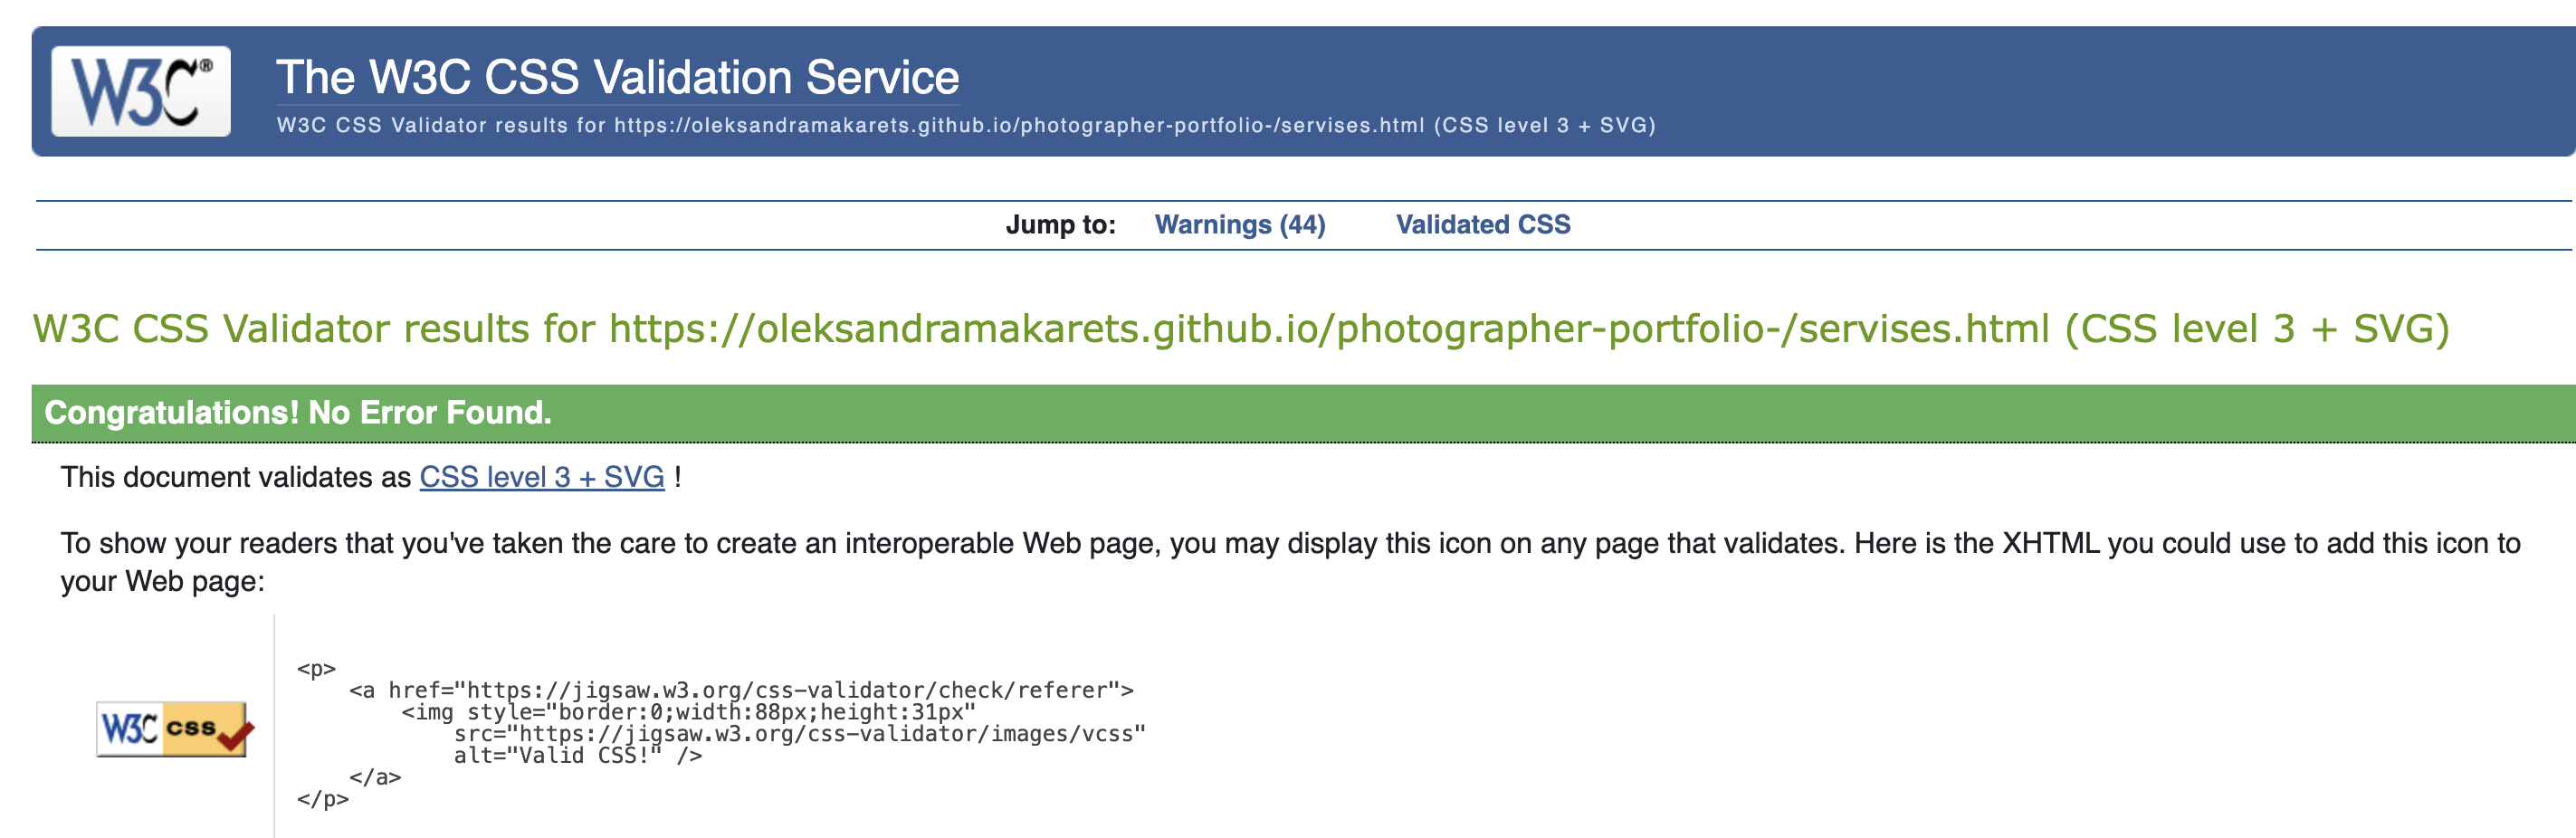 W3C®
The W3C CSS Validation Service
W3C CSS Validator results for https://oleksandramakarets.github.io/photographer-portfolio-/servises.html (CSS level 3 + SVG)
Jump to: Warnings (44) Validated CSS
W3C CSS Validator results for https://oleksandramakarets.github.io/photographer-portfolio-/servises.html (CSS level 3 + SVG)
Congratulations! No Error Found.
This document validates as CSS level 3 + SVG !
To show your readers that you've taken the care to create an interoperable Web page, you may display this icon on any page that validates. Here is the XHTML you could use to add this icon to
your Web page:
W3C css
<p>
    <a href="https://jigsaw.w3.org/css-validator/check/referer">
        <img style="border:0;width:88px;height:31px"
            src="https://jigsaw.w3.org/css-validator/images/vcss"
            alt="Valid CSS!" />
    </a>
</p>